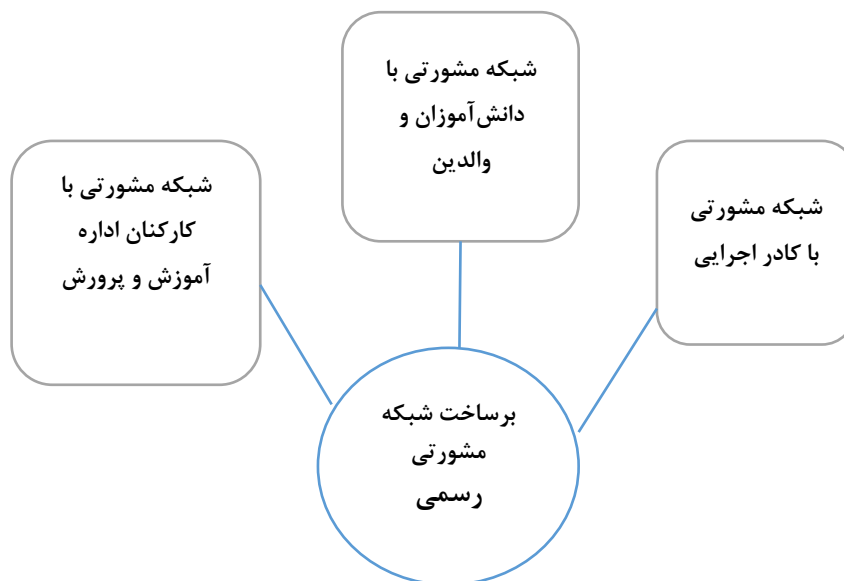 شبکه مشورتی با
دانش‌آموزان و
والدین
شبکه مشورتی
با کادر اجرایی
شبکه مشورتی با
کارکنان اداره
آموزش و پرورش
برساخت شبکه
مشورتی
رسمی